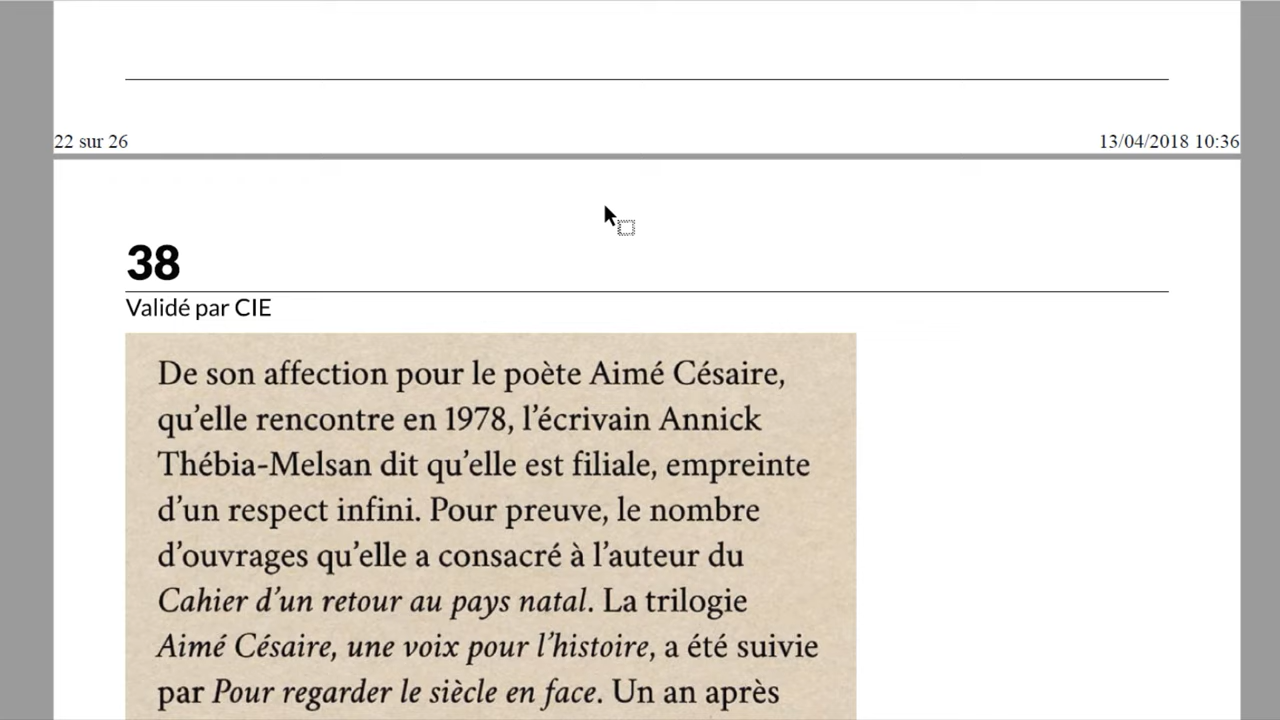 22 sur 26
13/04/2018 10:36
38
Validé par CIE
De son affection pour le poète Aimé Césaire,
qu’elle rencontre en 1978, l’écrivain Annick
Thébia-Melsan dit qu’elle est filiale, empreinte
d’un respect infini. Pour preuve, le nombre
d’ouvrages qu’elle a consacré à l’auteur du
Cahier d’un retour au pays natal. La trilogie
Aimé Césaire, une voix pour l’histoire, a été suivie
par Pour regarder le siècle en face. Un an après